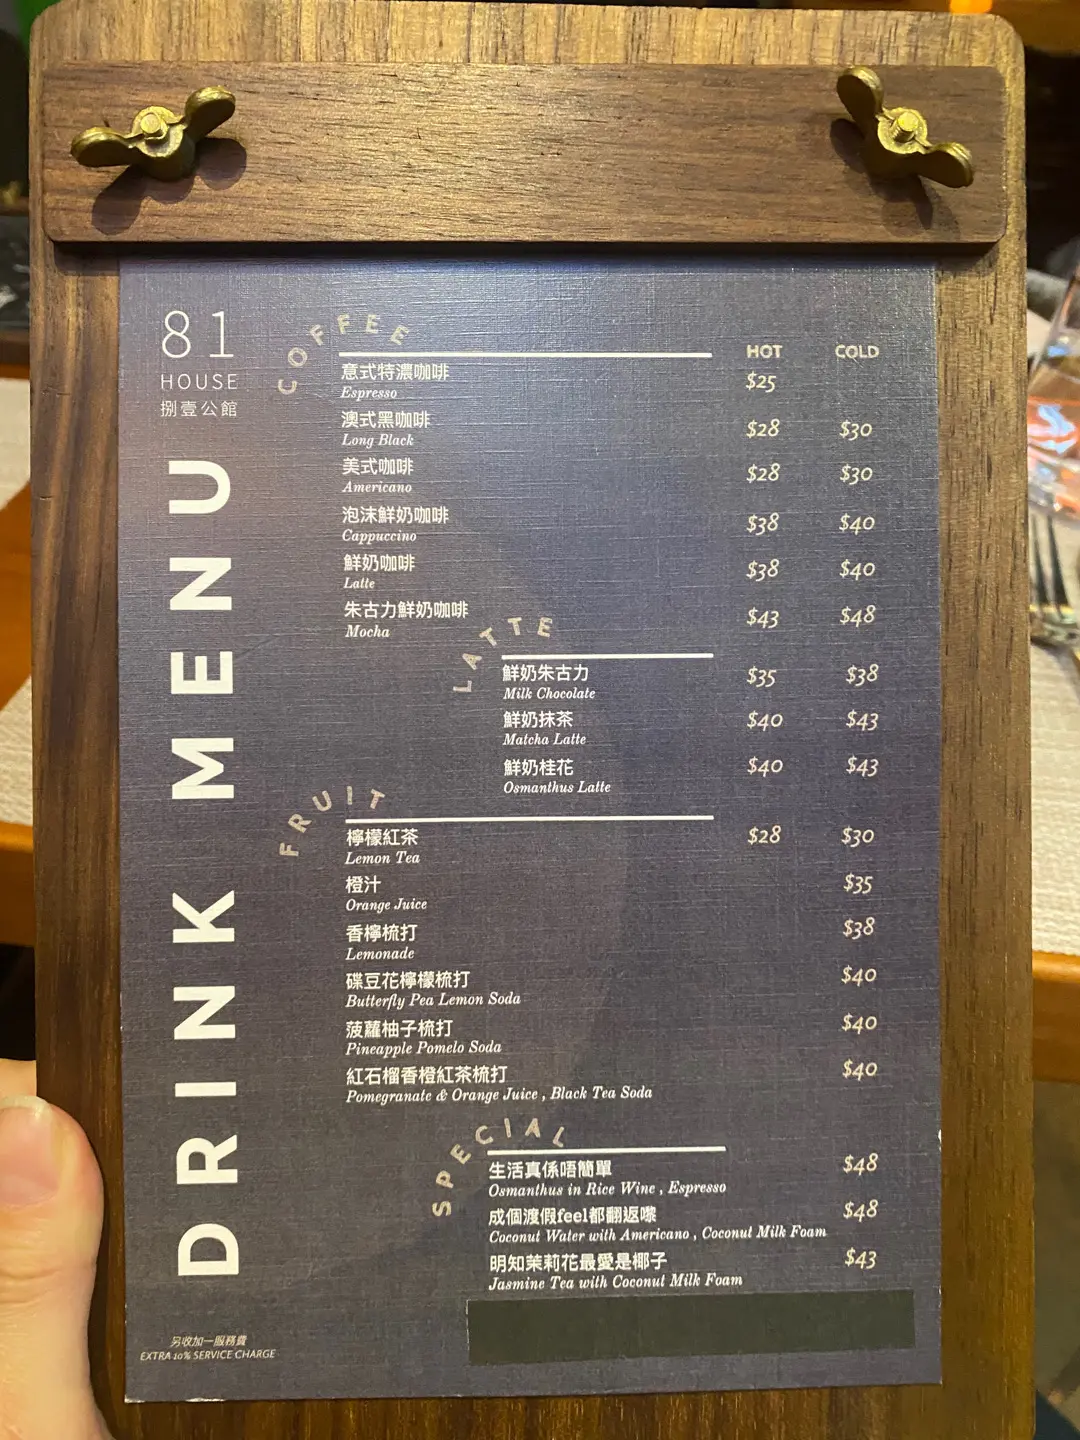 81
HOUSE
捌壹公館
DRINK MENU
COFFEE
HOT COLD
意式特濃咖啡 $25
Espresso
澳式黑咖啡 $28 $30
Long Black
美式咖啡 $28 $30
Americano
泡沫鮮奶咖啡 $38 $40
Cappuccino
鮮奶咖啡 $38 $40
Latte
朱古力鮮奶咖啡 $43 $48
Mocha
LATTE
鮮奶朱古力 $35 $38
Milk Chocolate
鮮奶抹茶 $40 $43
Matcha Latte
鮮奶桂花 $40 $43
Osmanthus Latte
FRUIT
檸檬紅茶 $28 $30
Lemon Tea
橙汁 $35
Orange Juice
香檸梳打 $38
Lemonade
碟豆花檸檬梳打 $40
Butterfly Pea Lemon Soda
菠蘿柚子梳打 $40
Pineapple Pomelo Soda
紅石榴香橙紅茶梳打 $40
Pomegranate & Orange Juice , Black Tea Soda
SPECIAL
生活真係唔簡單 $48
Osmanthus in Rice Wine , Espresso
成個渡假feel都翻返嚟 $48
Coconut Water with Americano , Coconut Milk Foam
明知茉莉花最愛是椰子 $43
Jasmine Tea with Coconut Milk Foam
另收加一服務費
EXTRA 10% SERVICE CHARGE